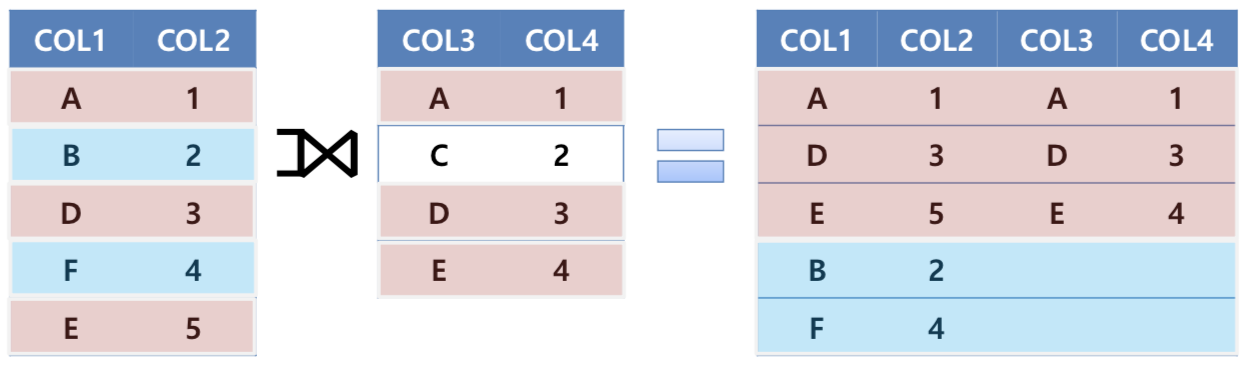 COL1 COL2
A 1
B 2
D 3
F 4
E 5
COL3 COL4
A 1
C 2
D 3
E 4
COL1 COL2 COL3 COL4
A 1 A 1
D 3 D 3
E 5 E 4
B 2
F 4